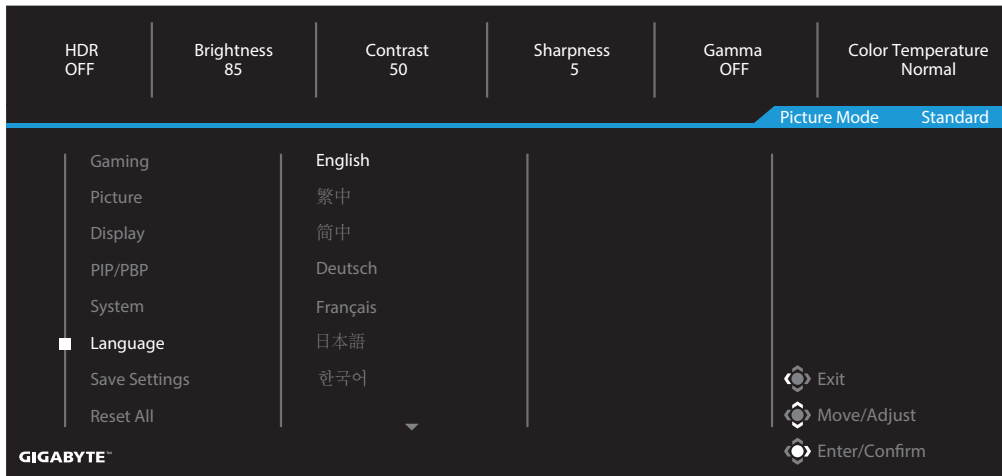 HDR Brightness Contrast Sharpness Gamma Color Temperature
OFF 85 50 5 OFF Normal
Picture Mode Standard
Gaming English
Picture 繁中
Display 简中
PIP/PBP Deutsch
System Français
Language 日本語
Save Settings 한국어
Exit
Reset All
Move/Adjust
GIGABYTE™
Enter/Confirm